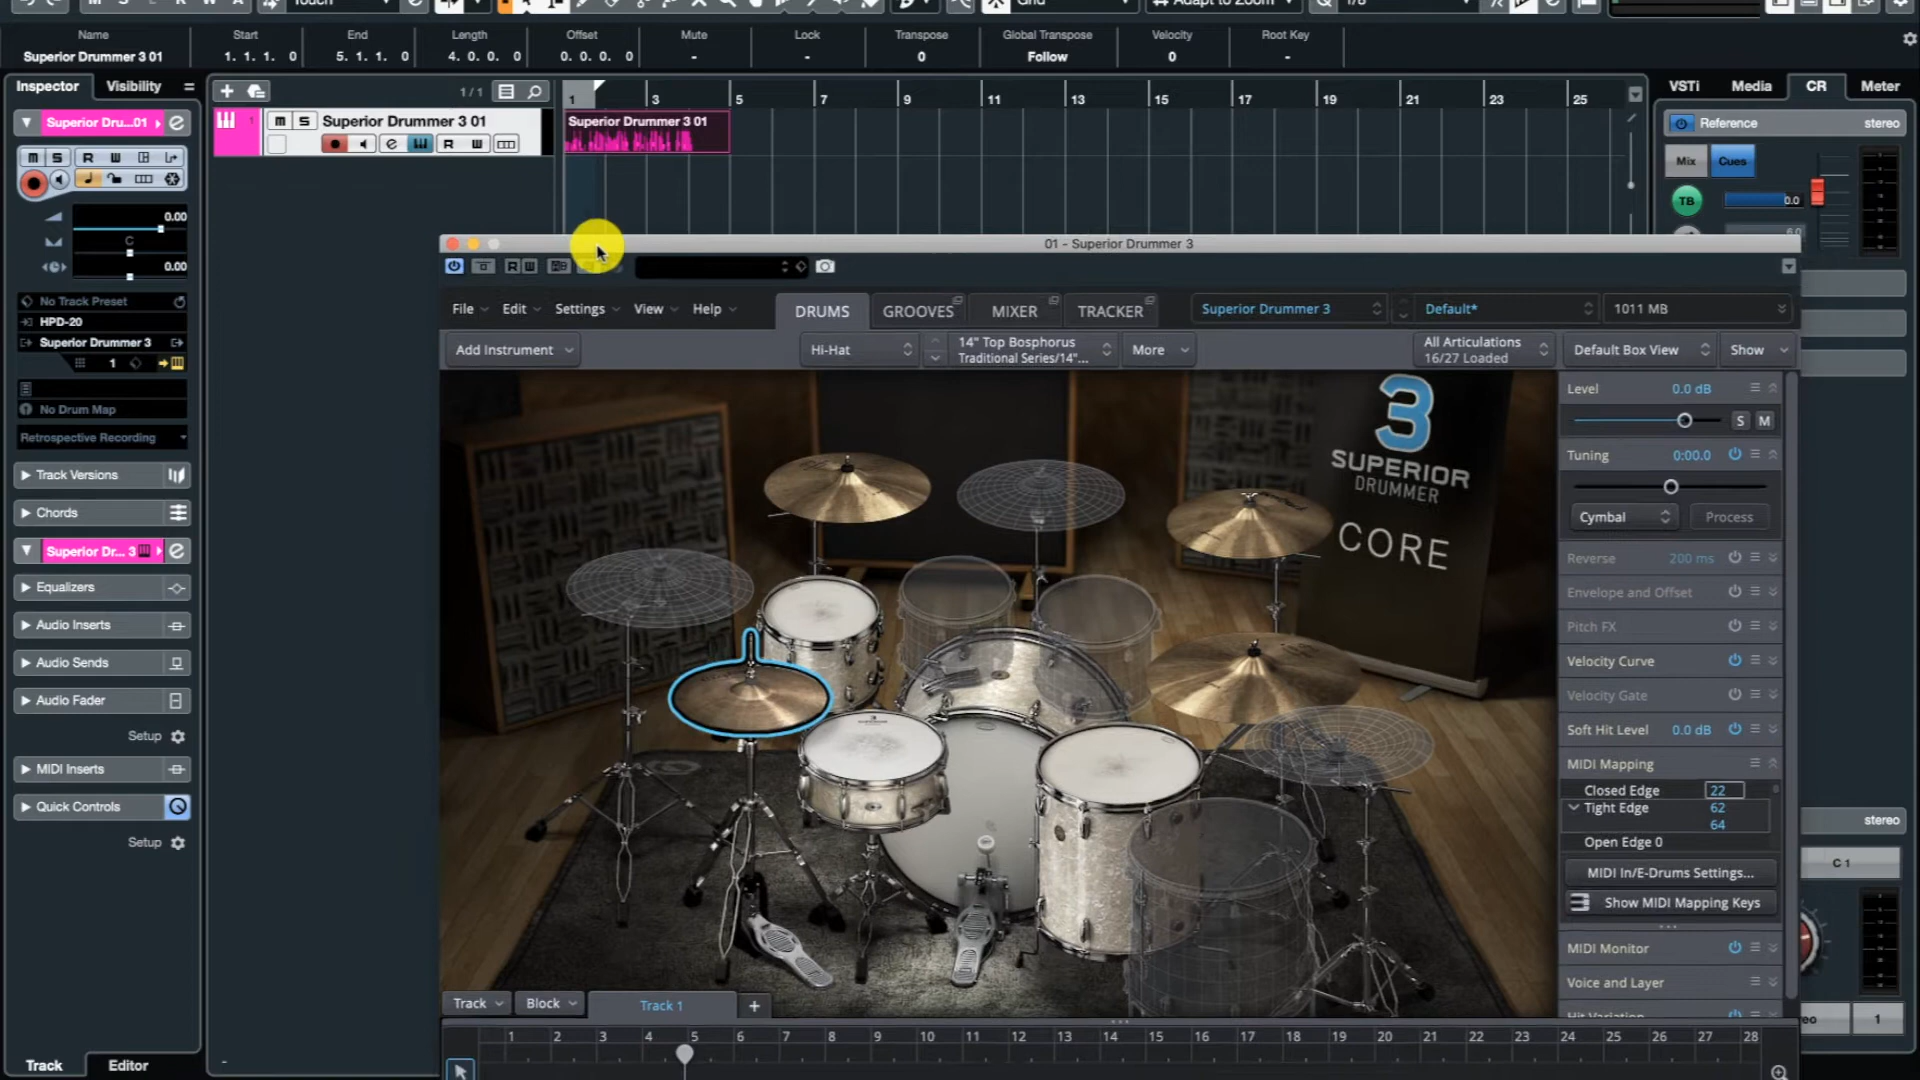 Touch
Grid
Adapt to Zoom
1/8
Name
Superior Drummer 3 01
Start
1. 1. 1. 0
End
5. 1. 1. 0
Length
4. 0. 0. 0
Offset
0. 0. 0. 0
Mute
-
Lock
-
Transpose
0
Global Transpose
Follow
Velocity
0
Root Key
-
Inspector
Visibility
1/1
1 3 5 7 9 11 13 15 17 19 21 23 25
VSTi
Media
CR
Meter
Superior Dru...01
Superior Drummer 3 01
Superior Drummer 3 01
Reference
stereo
Mix
Cues
TB
0.0
0.00
C
0.00
No Track Preset
HPD-20
Superior Drummer 3
1
No Drum Map
Retrospective Recording
Track Versions
Chords
Superior Dr... 3
Equalizers
Audio Inserts
Audio Sends
Audio Fader
Setup
MIDI Inserts
Quick Controls
Setup
Track
Editor
01 - Superior Drummer 3
File
Edit
Settings
View
Help
DRUMS
GROOVES
MIXER
TRACKER
Superior Drummer 3
Default*
1011 MB
Add Instrument
Hi-Hat
14" Top Bosphorus
Traditional Series/14"...
More
All Articulations
16/27 Loaded
Default Box View
Show
3
SUPERIOR
DRUMMER
CORE
Level
0.0 dB
S M
Tuning
0:00.0
Cymbal
Process
Reverse
200 ms
Envelope and Offset
Pitch FX
Velocity Curve
Velocity Gate
Soft Hit Level
0.0 dB
MIDI Mapping
Closed Edge
22
Tight Edge
62
64
Open Edge 0
MIDI In/E-Drums Settings...
Show MIDI Mapping Keys
MIDI Monitor
Voice and Layer
Hit Variation
stereo
C 1
1
Track
Block
Track 1
+
1 2 3 4 5 6 7 8 9 10 11 12 13 14 15 16 17 18 19 20 21 22 23 24 25 26 27 28